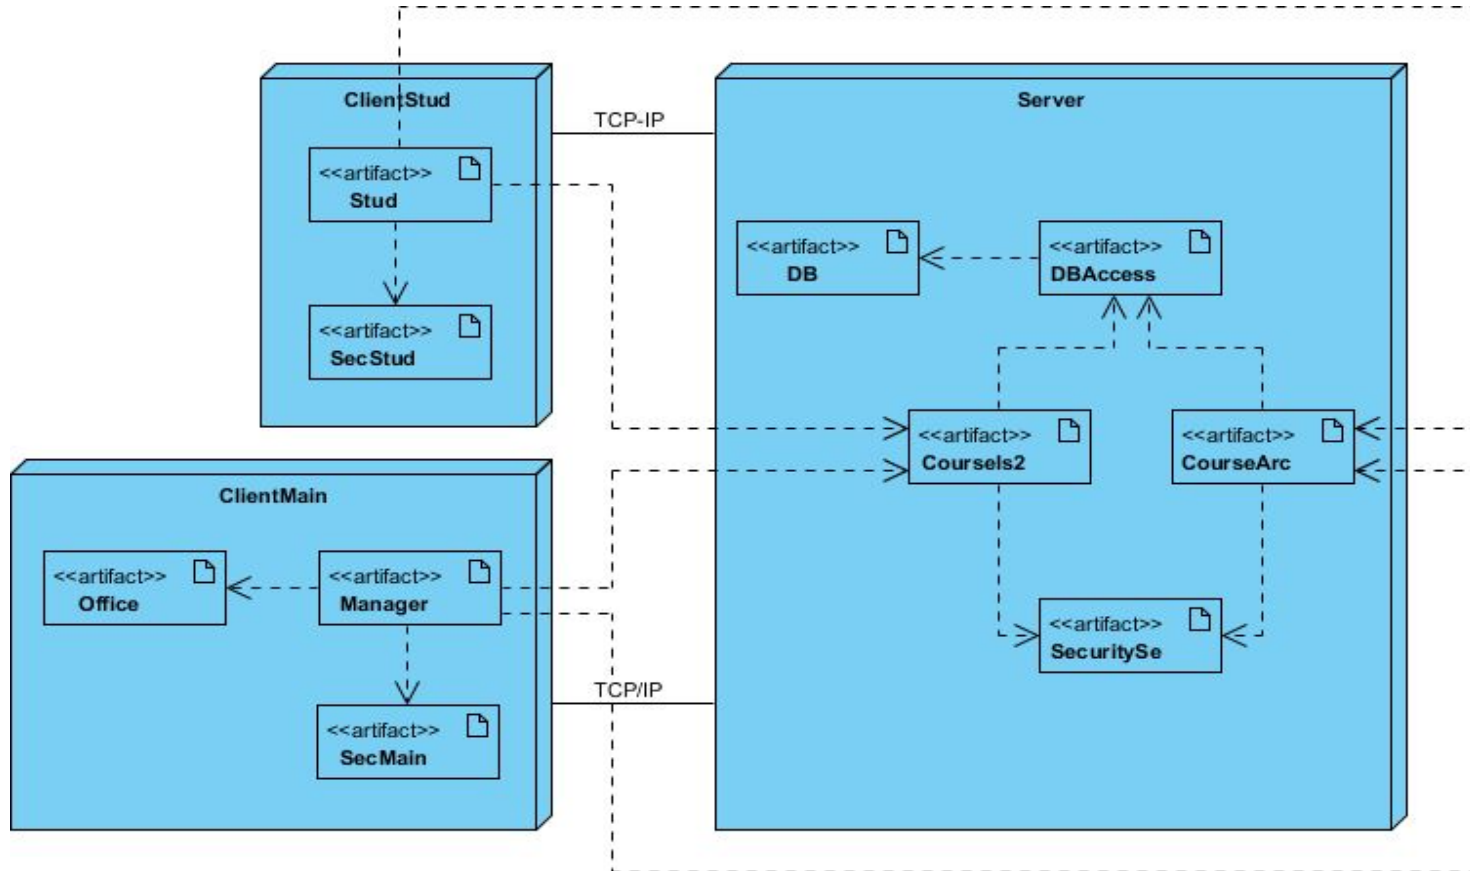 ClientStud
TCP-IP
<<artifact>>
Stud
<<artifact>>
SecStud
Server
<<artifact>>
DB
<<artifact>>
DBAccess
<<artifact>>
CourseIs2
<<artifact>>
CourseArc
<<artifact>>
SecuritySe
ClientMain
<<artifact>>
Office
<<artifact>>
Manager
TCP/IP
<<artifact>>
SecMain